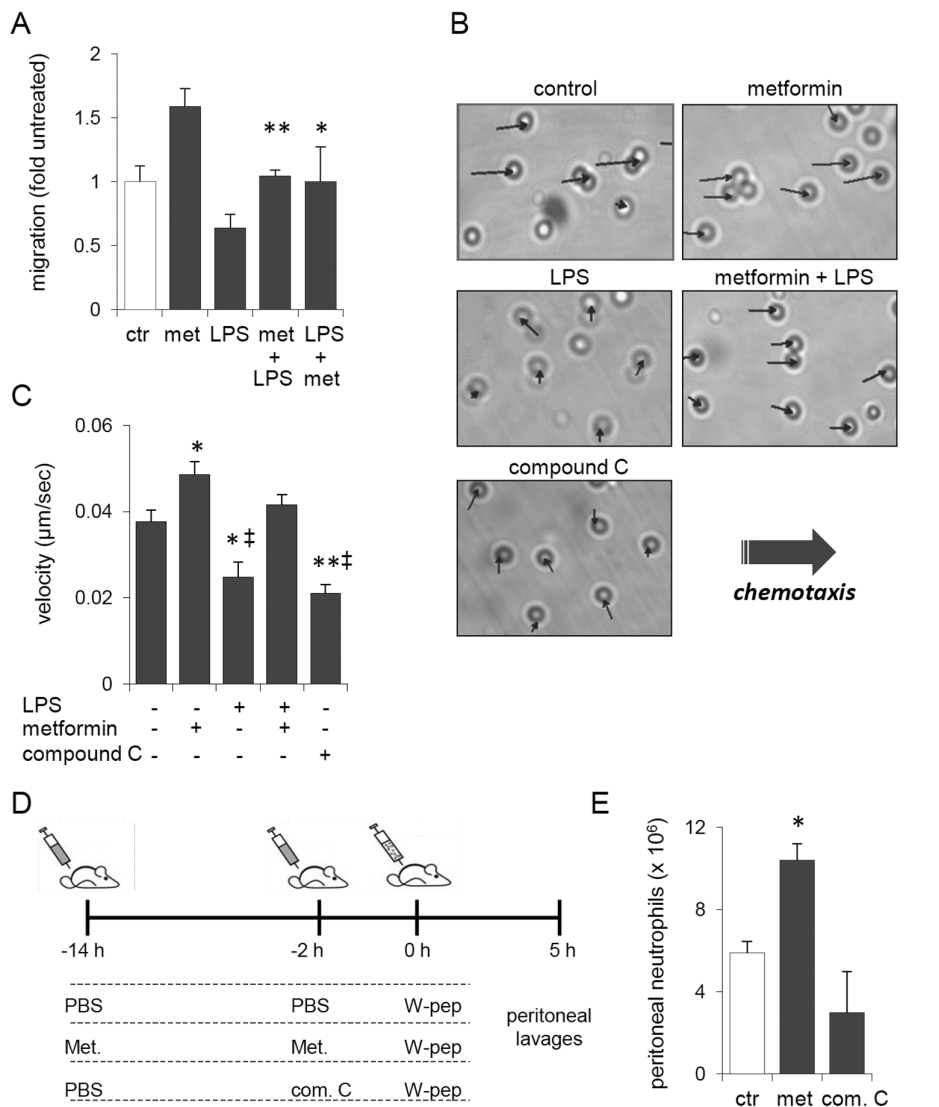 A
migration (fold untreated)
2
1.5
1
0.5
0
** *
ctr met LPS met LPS
+ +
LPS met
B
control metformin
LPS metformin + LPS
compound C
chemotaxis
C
velocity (µm/sec)
0.06
0.04
0.02
0
*
*‡
**‡
LPS - - + + -
metformin - + - + -
compound C - - - - +
D
-14 h -2 h 0 h 5 h
PBS PBS W-pep
Met. Met. W-pep
PBS com. C W-pep
peritoneal
lavages
E
peritoneal neutrophils (x 10⁶)
12
8
4
0
*
ctr met com. C